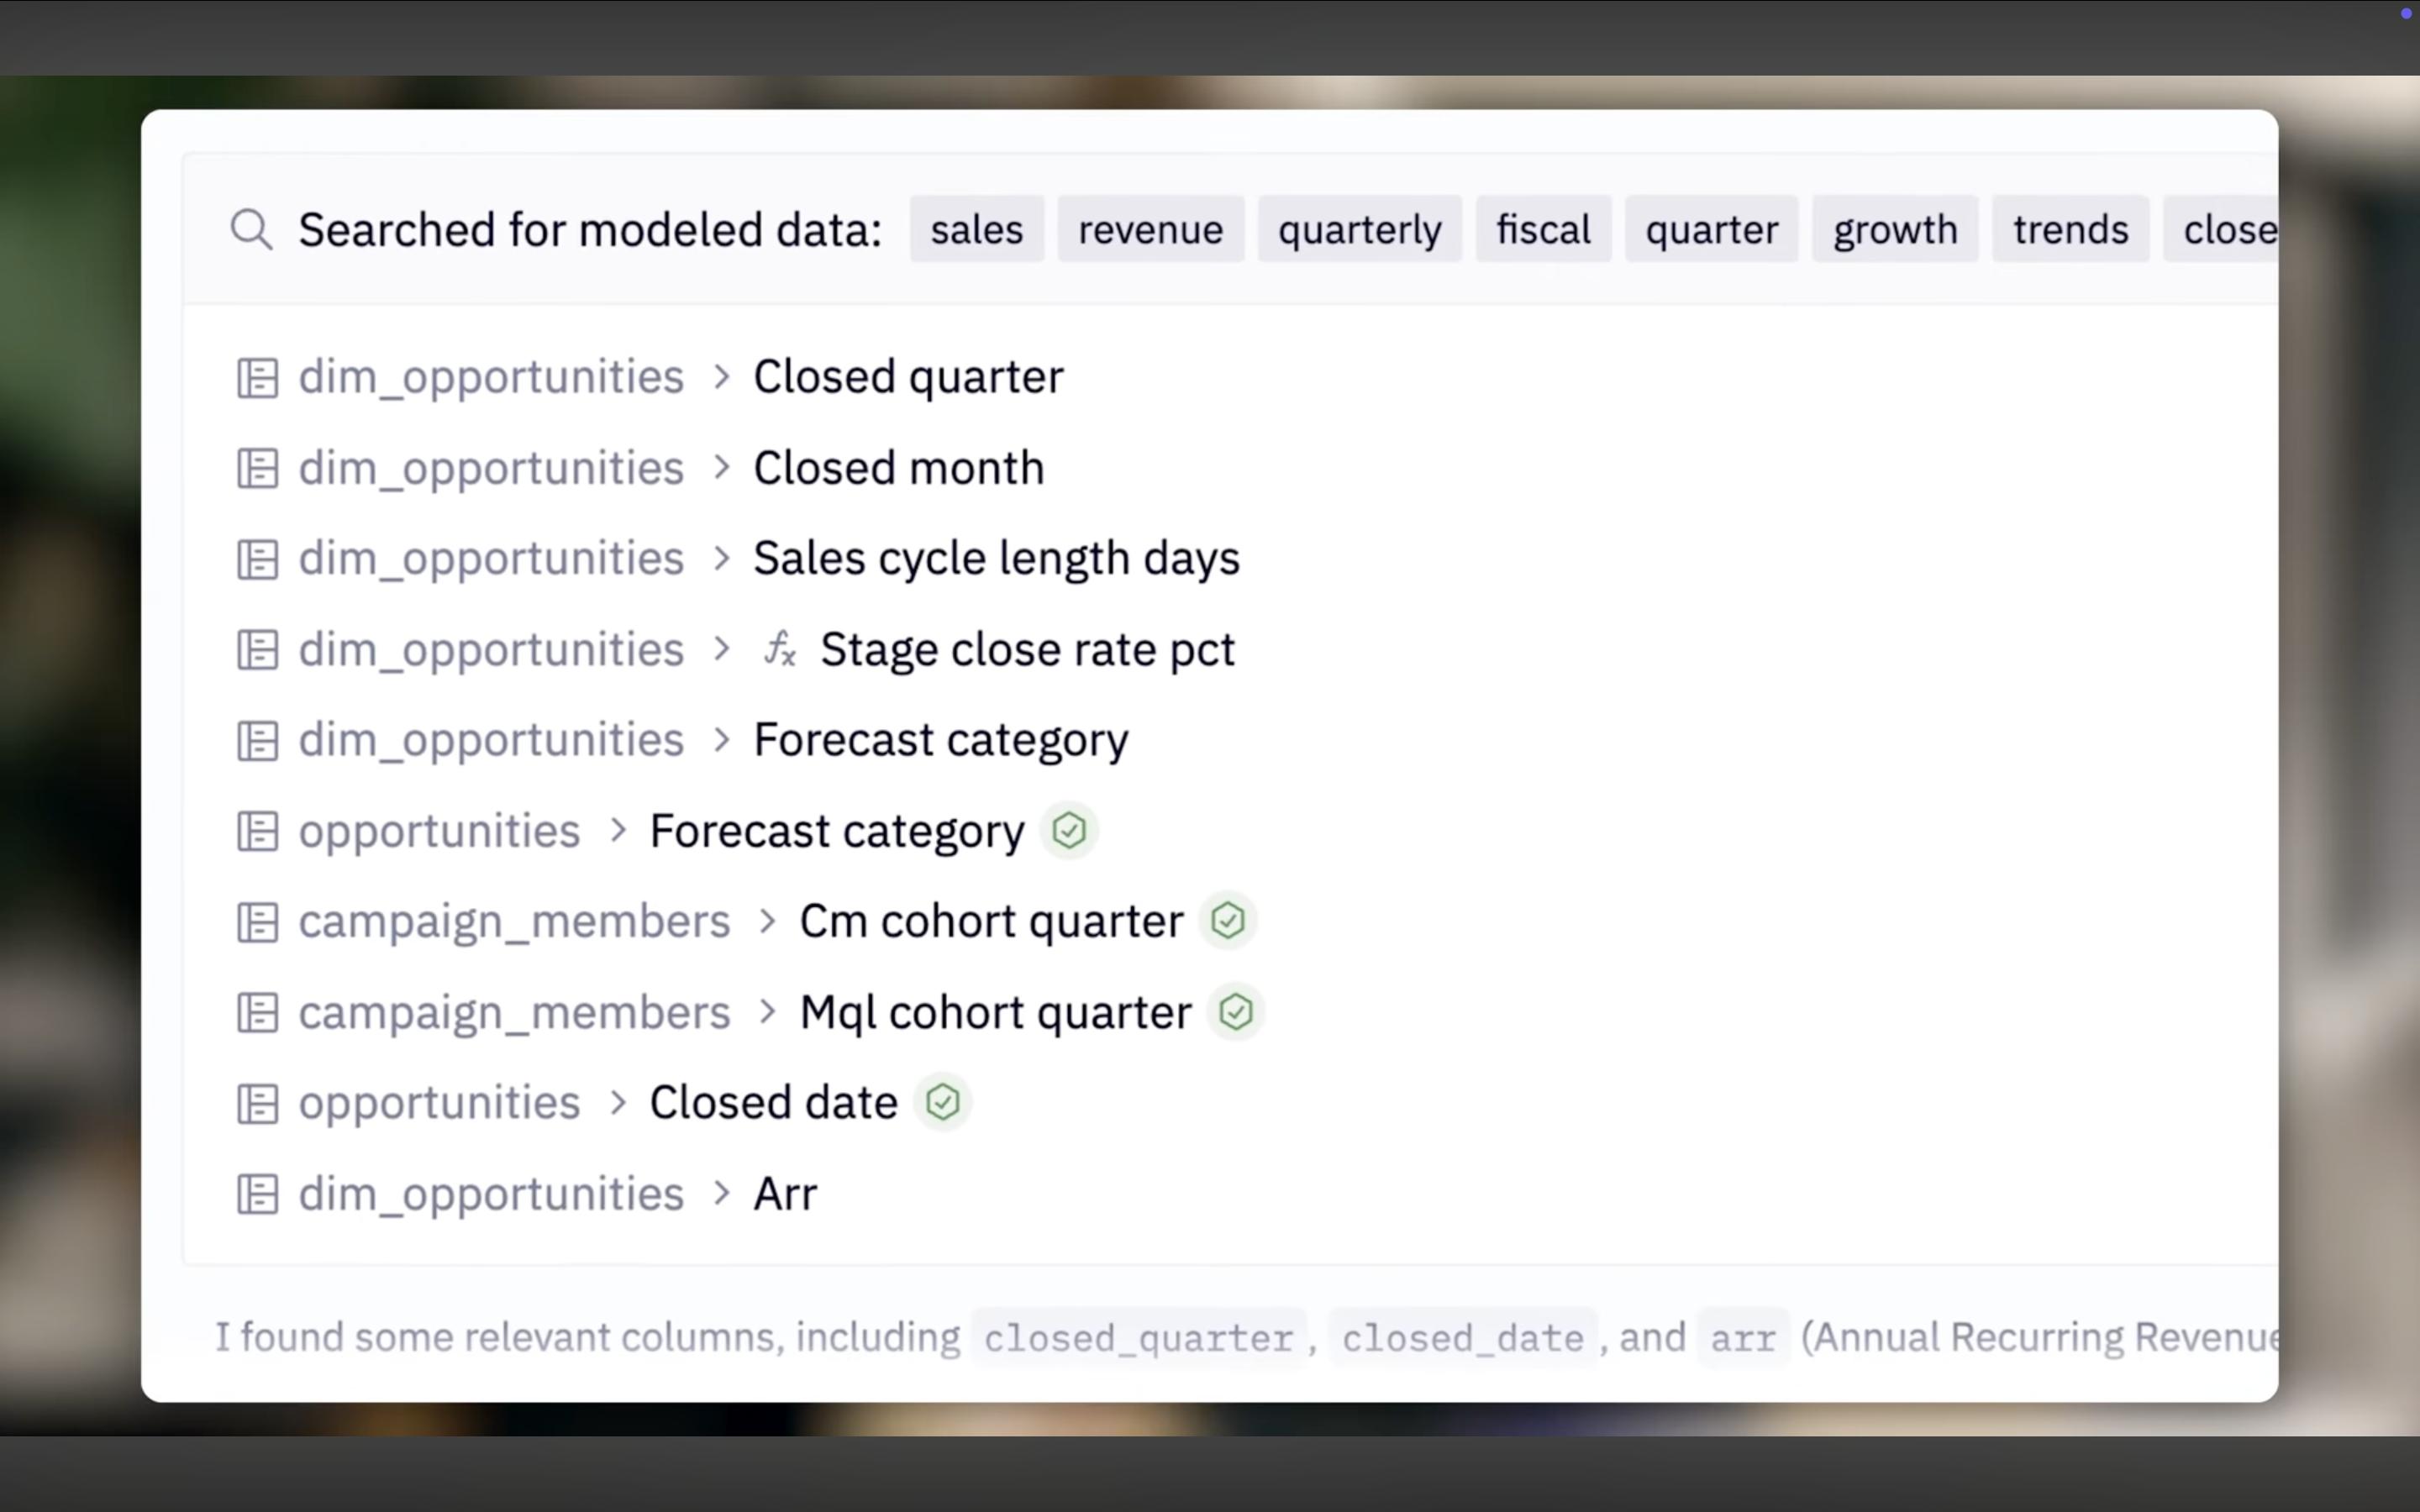 Searched for modeled data: sales revenue quarterly fiscal quarter growth trends close
dim_opportunities > Closed quarter
dim_opportunities > Closed month
dim_opportunities > Sales cycle length days
dim_opportunities > fx Stage close rate pct
dim_opportunities > Forecast category
opportunities > Forecast category
campaign_members > Cm cohort quarter
campaign_members > Mql cohort quarter
opportunities > Closed date
dim_opportunities > Arr
I found some relevant columns, including closed_quarter, closed_date, and arr (Annual Recurring Revenue